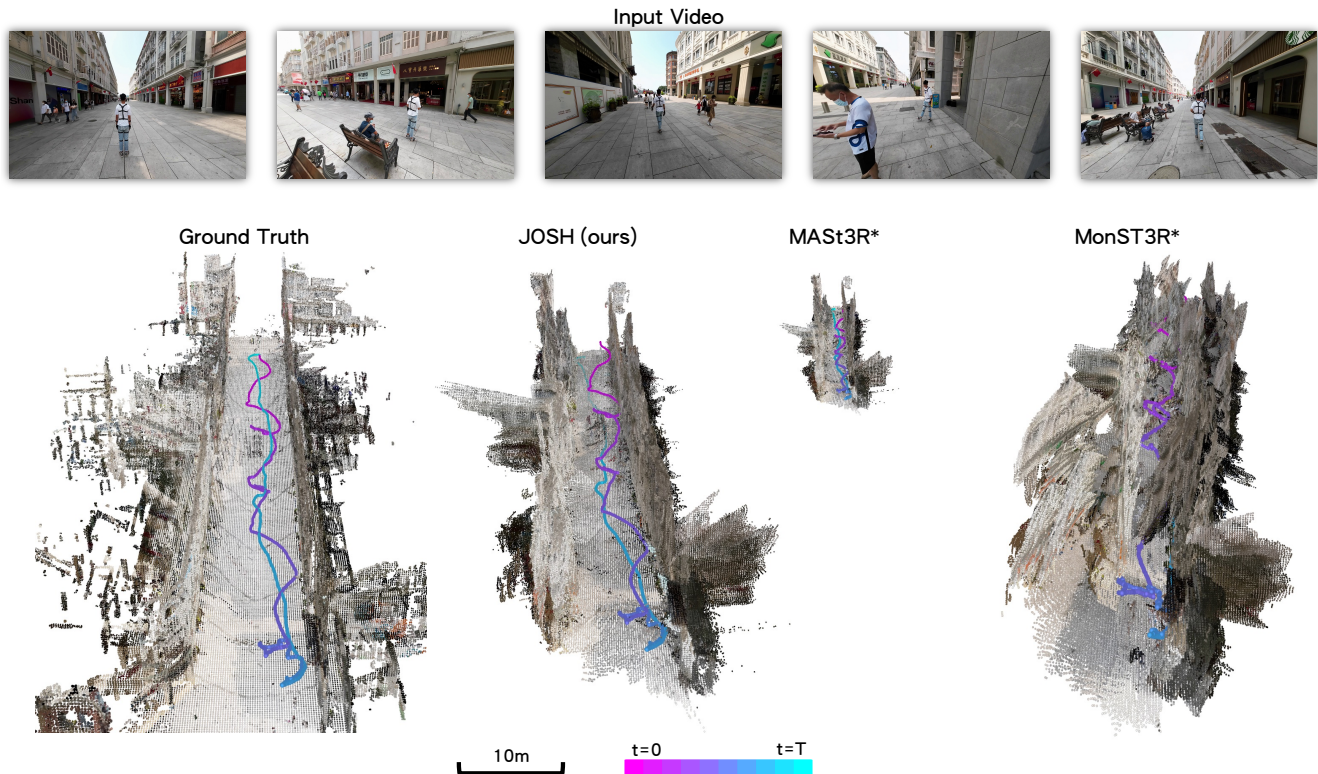 Input Video
Shan
Ground Truth
JOSH (ours)
MASt3R*
MonST3R*
10m
t=0
t=T